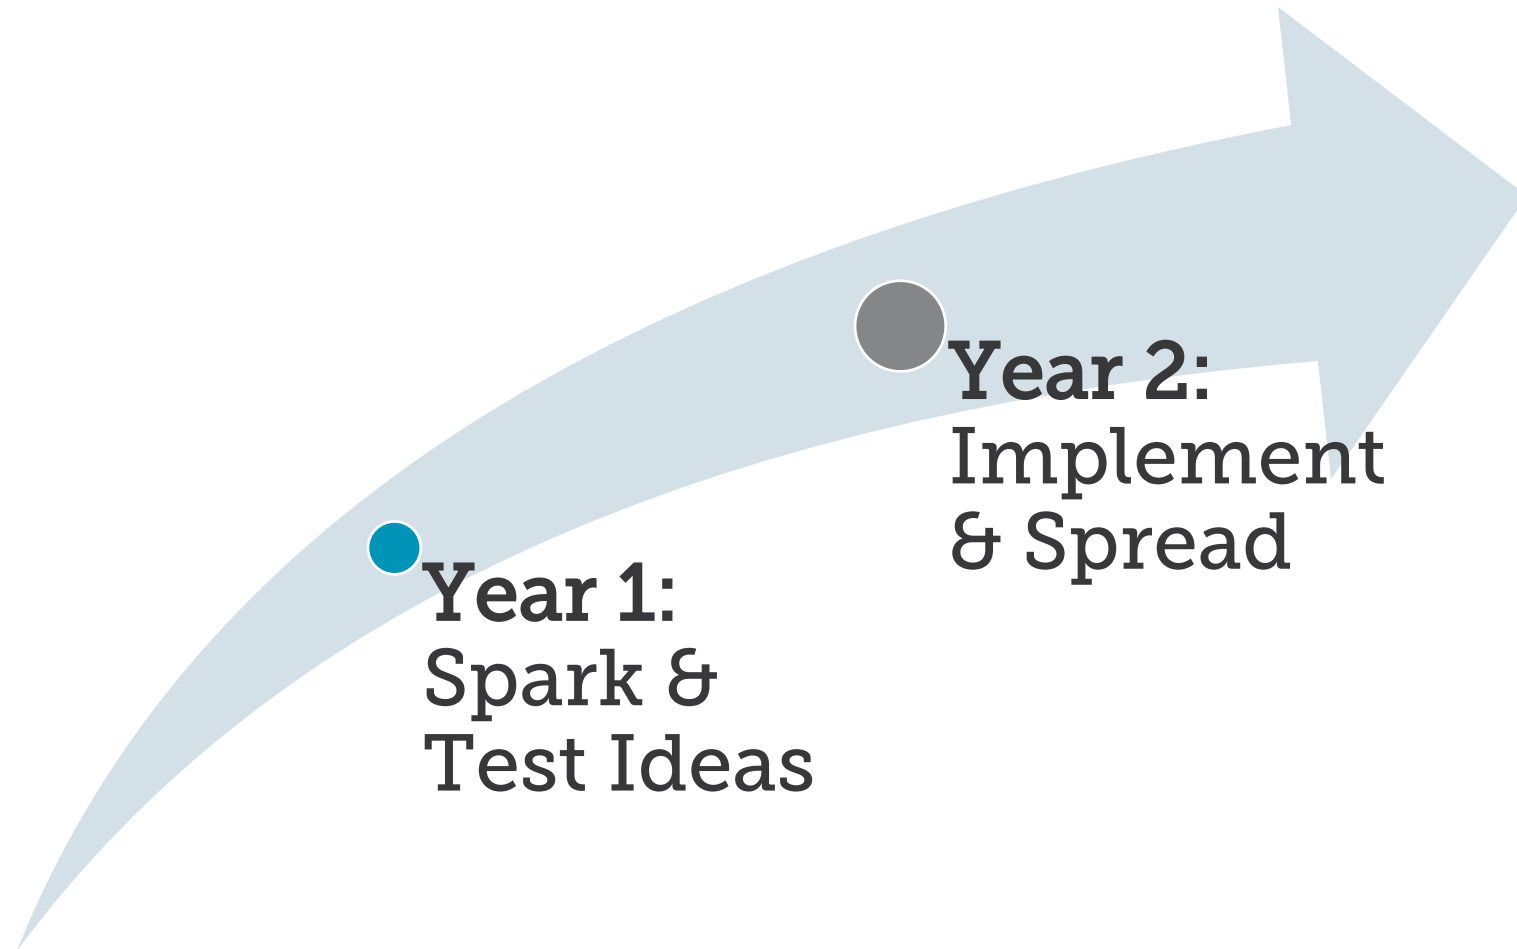 Year 1:
Spark &
Test Ideas
Year 2:
Implement
& Spread